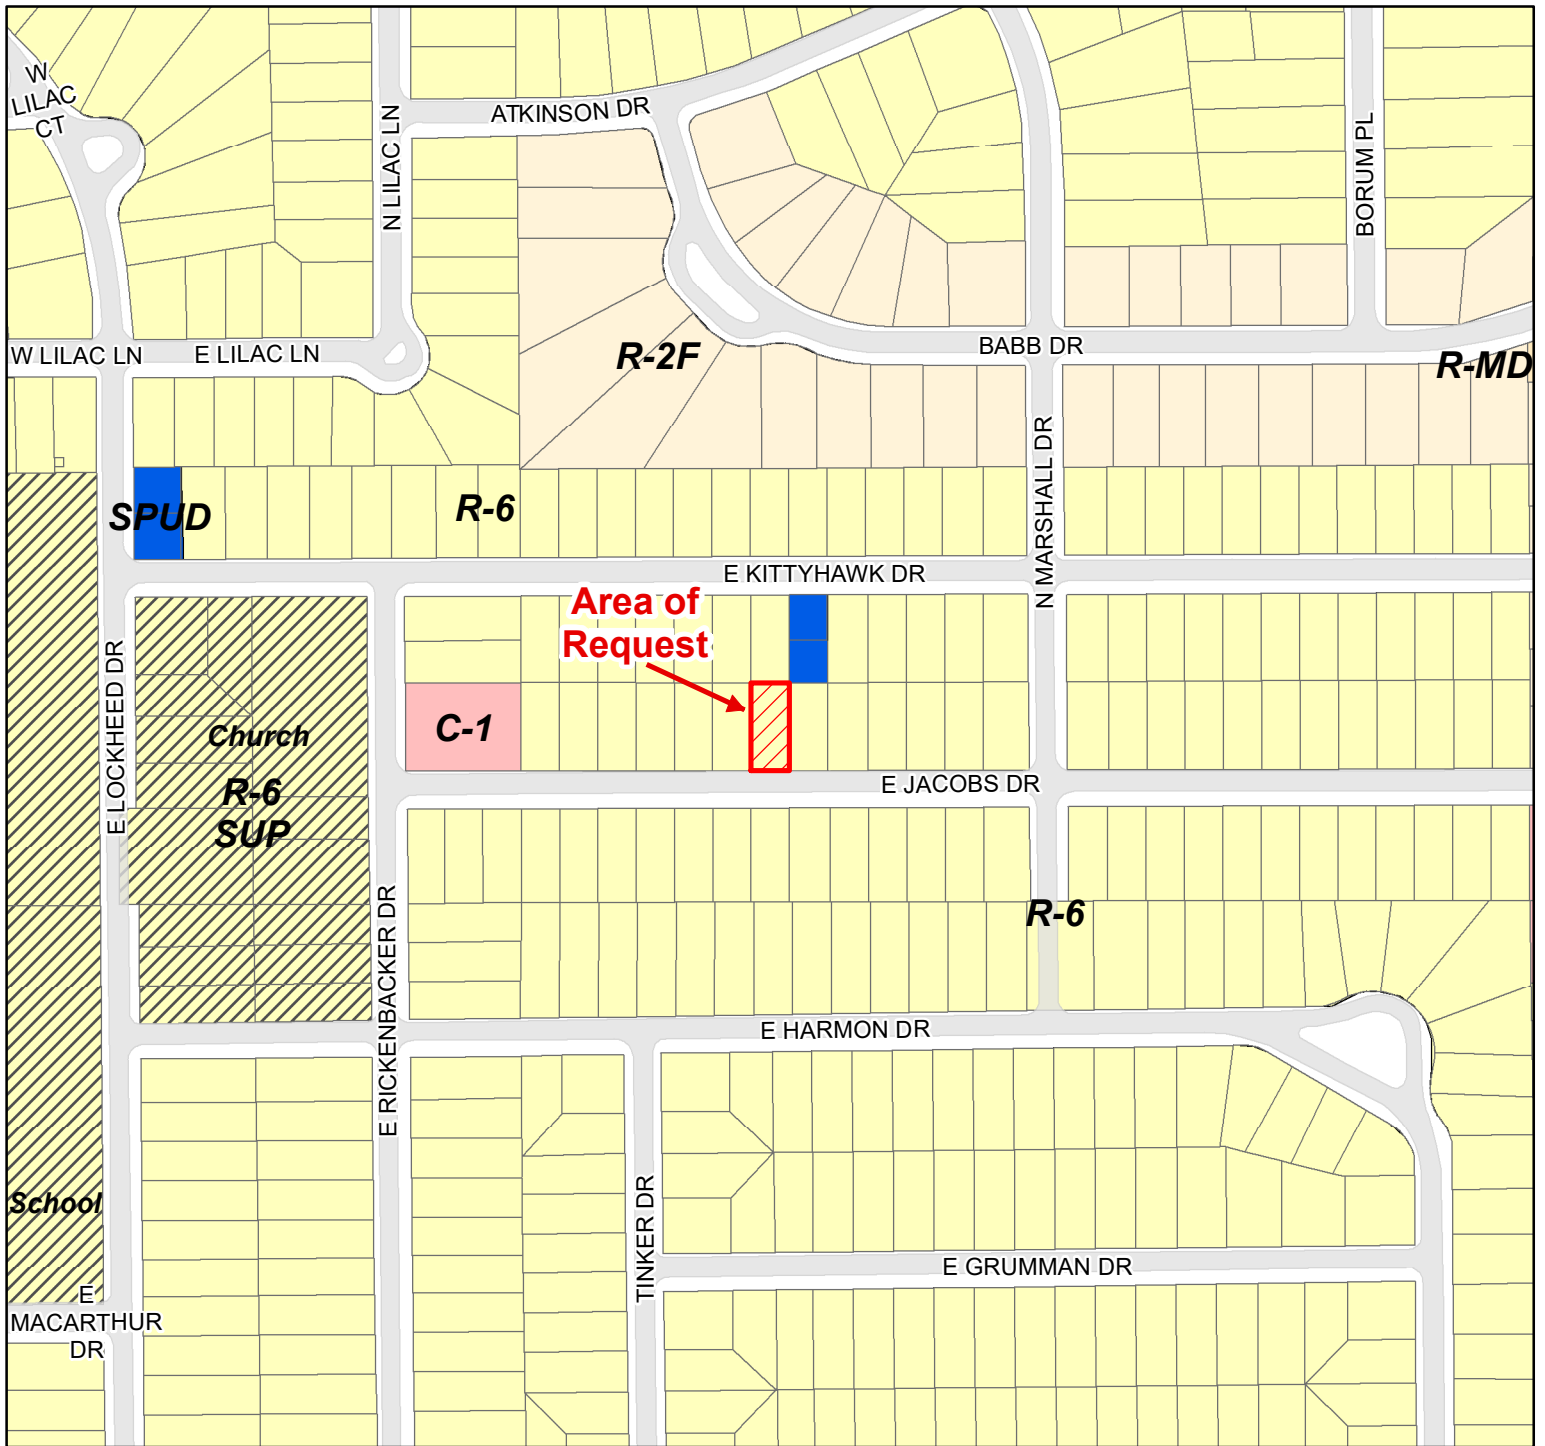 W
LILAC
CT
ATKINSON DR
N LILAC LN
BORUM PL
W LILAC LN
E LILAC LN
R-2F
BABB DR
R-MD
N MARSHALL DR
SPUD
R-6
E KITTYHAWK DR
Area of
Request
E LOCKHEED DR
Church
R-6
SUP
C-1
E JACOBS DR
E RICKENBACKER DR
R-6
E HARMON DR
School
TINKER DR
E GRUMMAN DR
E
MACARTHUR
DR